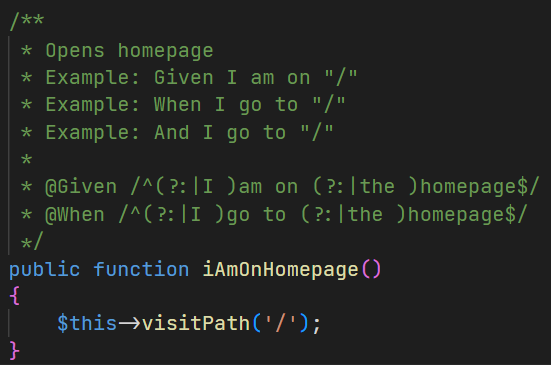 /**
 * Opens homepage
 * Example: Given I am on "/"
 * Example: When I go to "/"
 * Example: And I go to "/"
 *
 * @Given /^(?:|I )am on (?:|the )homepage$/
 * @When /^(?:|I )go to (?:|the )homepage$/
 */
public function iAmOnHomepage()
{
    $this->visitPath('/');
}